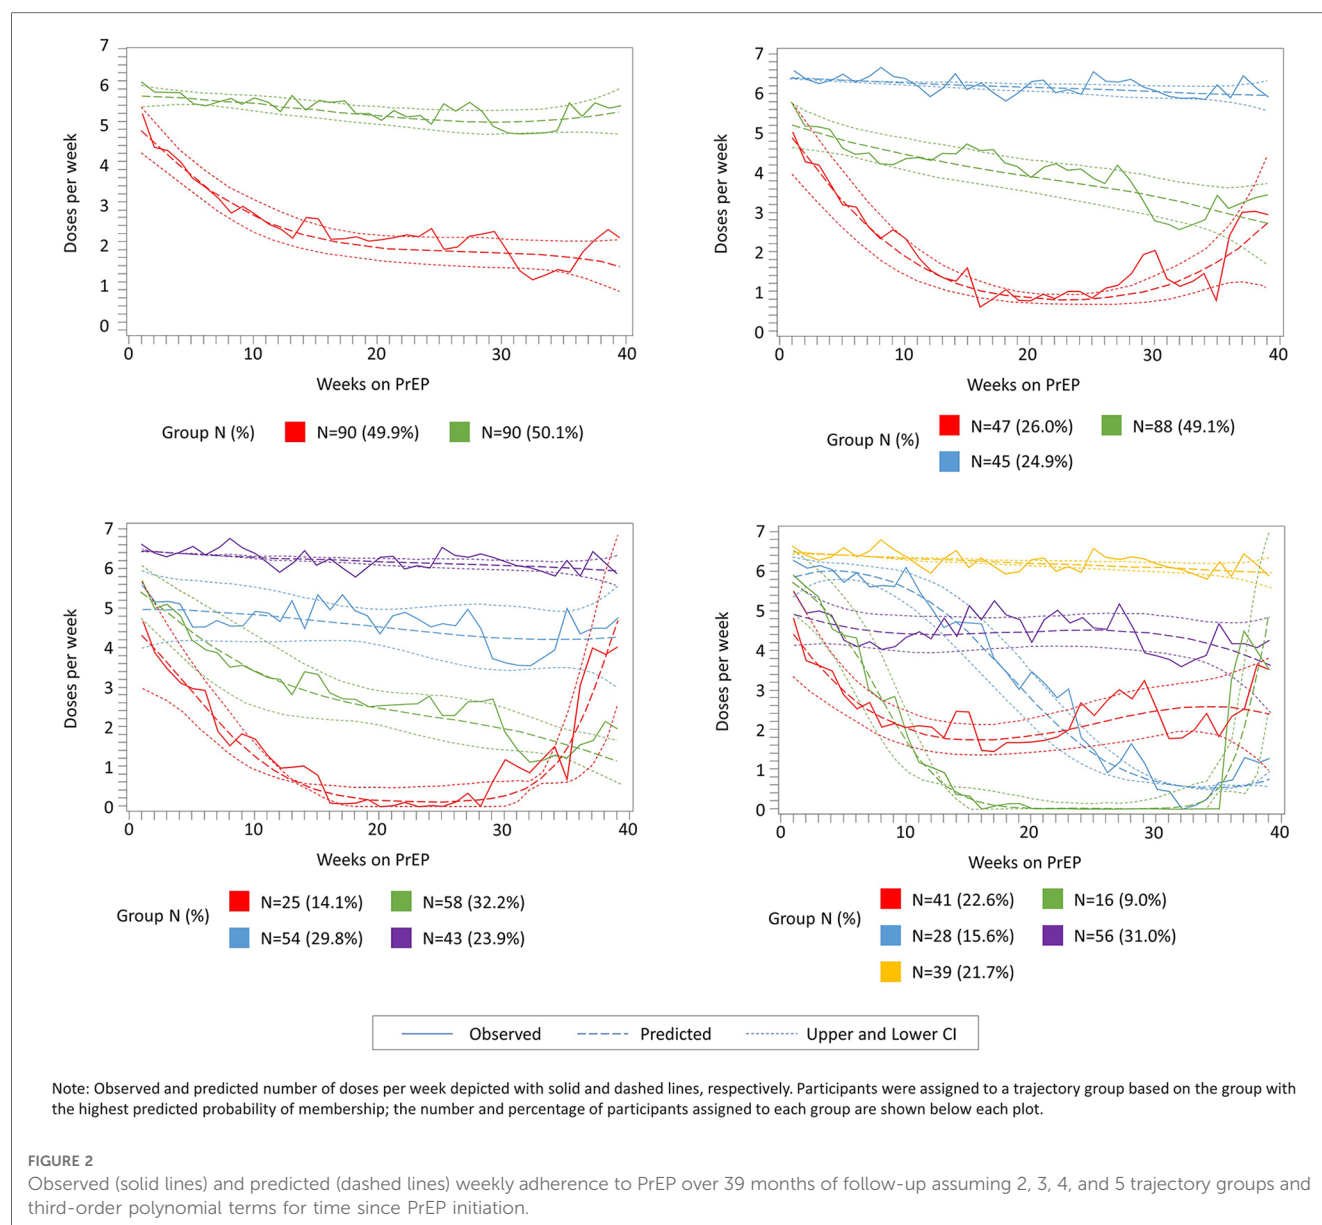 7
6
5
4
3
2
1
0
Doses per week
0 10 20 30 40
Weeks on PrEP
Group N (%) N=90 (49.9%) N=90 (50.1%)
7
6
5
4
3
2
1
0
Doses per week
0 10 20 30 40
Weeks on PrEP
Group N (%)
N=47 (26.0%) N=88 (49.1%)
N=45 (24.9%)
7
6
5
4
3
2
1
0
Doses per week
0 10 20 30 40
Weeks on PrEP
Group N (%)
N=25 (14.1%) N=58 (32.2%)
N=54 (29.8%) N=43 (23.9%)
7
6
5
4
3
2
1
0
Doses per week
0 10 20 30 40
Weeks on PrEP
Group N (%)
N=41 (22.6%) N=16 (9.0%)
N=28 (15.6%) N=56 (31.0%)
N=39 (21.7%)
Observed Predicted Upper and Lower CI
Note: Observed and predicted number of doses per week depicted with solid and dashed lines, respectively. Participants were assigned to a trajectory group based on the group with
the highest predicted probability of membership; the number and percentage of participants assigned to each group are shown below each plot.
FIGURE 2
Observed (solid lines) and predicted (dashed lines) weekly adherence to PrEP over 39 months of follow-up assuming 2, 3, 4, and 5 trajectory groups and
third-order polynomial terms for time since PrEP initiation.